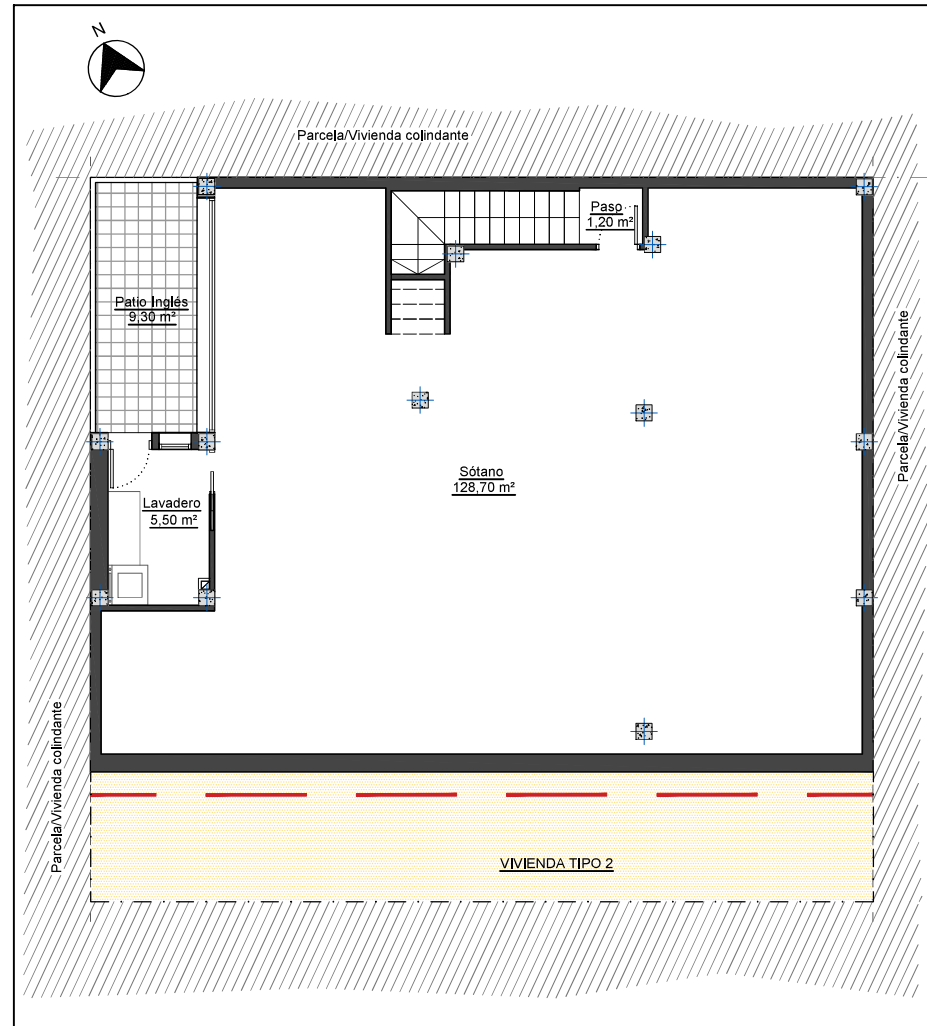 N
Parcela/Vivienda colindante
Paso
1,20 m²
Patio Inglés
9,30 m²
Parcela/Vivienda colindante
Sótano
128,70 m²
Lavadero
5,50 m²
Parcela/Vivienda colindante
VIVIENDA TIPO 2